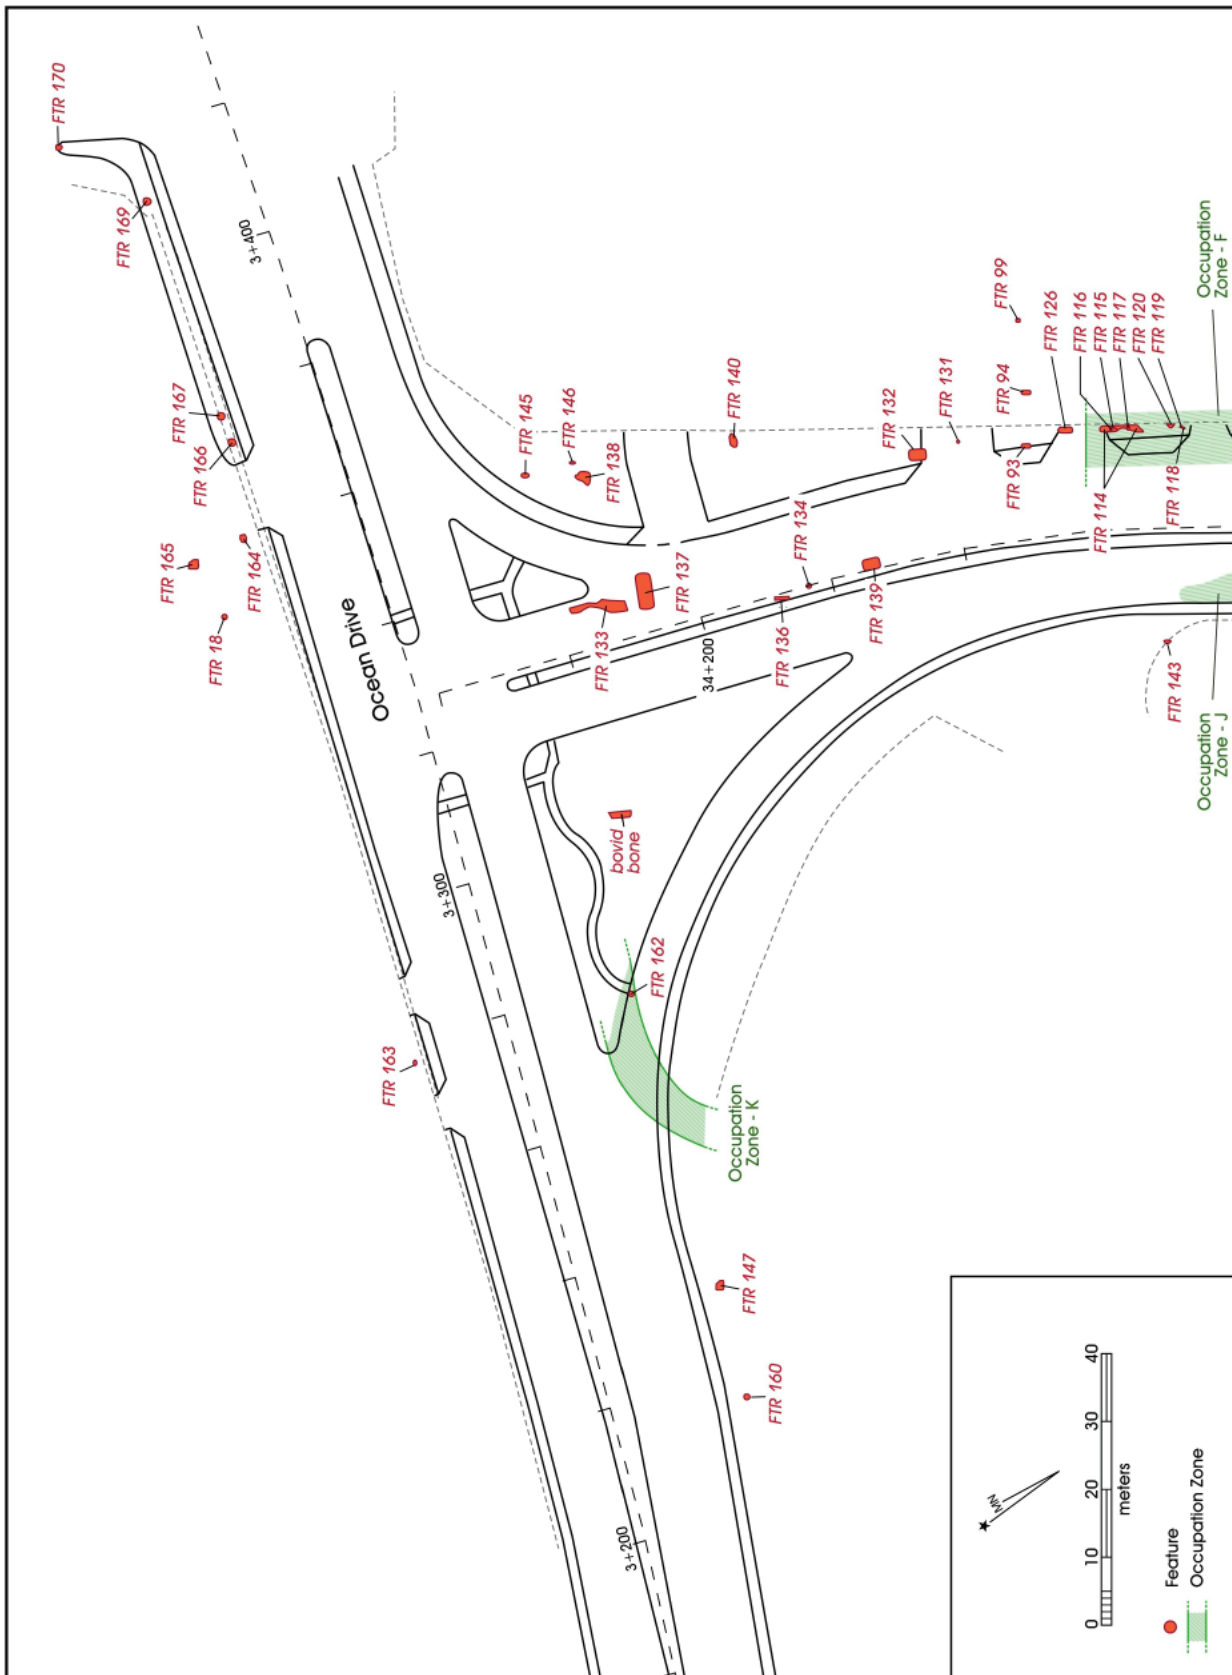 FTR 170
FTR 169
3+400
FTR 167
FTR 166
FTR 165
FTR 164
FTR 18
Ocean Drive
FTR 163
3+300
3+200
FTR 145
FTR 146
FTR 138
FTR 140
FTR 137
FTR 133
34+200
FTR 134
FTR 136
FTR 139
FTR 132
FTR 131
FTR 99
FTR 94
FTR 93
FTR 126
FTR 116
FTR 115
FTR 117
FTR 120
FTR 119
FTR 114
FTR 118
Occupation
Zone - F
FTR 143
Occupation
Zone - J
bovid
bone
FTR 162
Occupation
Zone - K
FTR 147
FTR 160
MN
0 10 20 30 40
meters
Feature
Occupation Zone